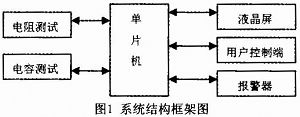 电阻测试
电容测试
单片机
液晶屏
用户控制端
报警器
图1 系统结构框架图